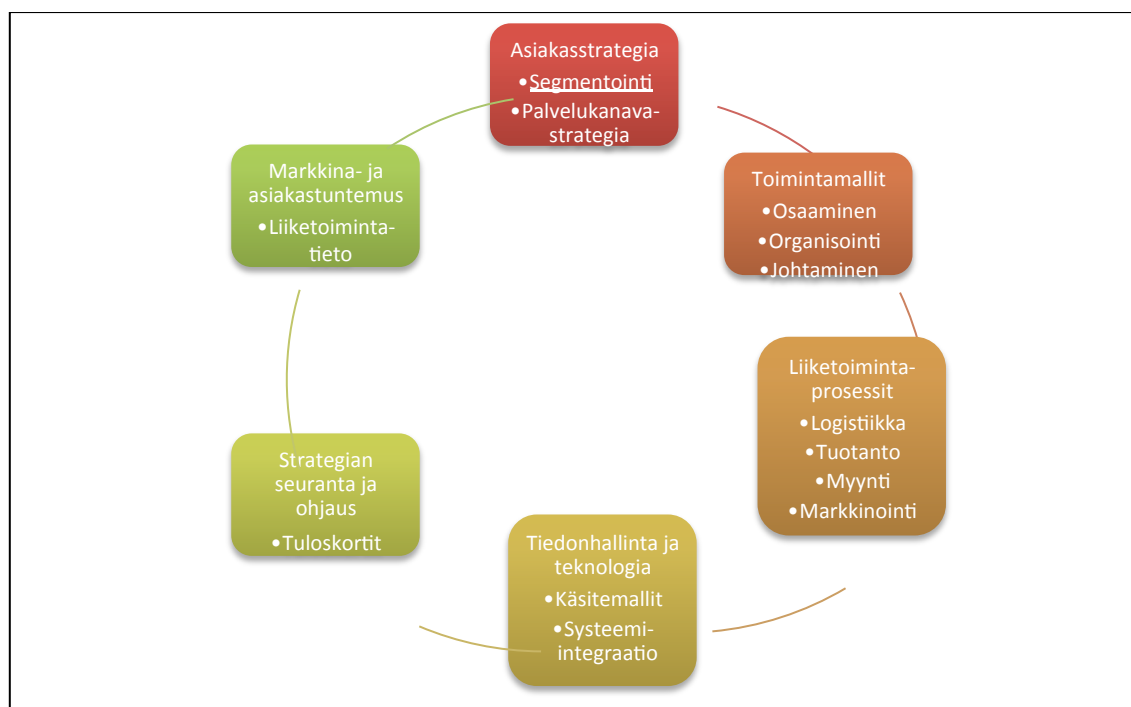 Asiakasstrategia
•Segmentointi
•Palvelukanava-
strategia
Toimintamallit
•Osaaminen
•Organisointi
•Johtaminen
Liiketoiminta-
prosessit
•Logistiikka
•Tuotanto
•Myynti
•Markkinointi
Tiedonhallinta ja
teknologia
•Käsitemallit
•Systeemi-
integraatio
Strategian
seuranta ja
ohjaus
•Tuloskortit
Markkina- ja
asiakastuntemus
•Liiketoiminta-
tieto